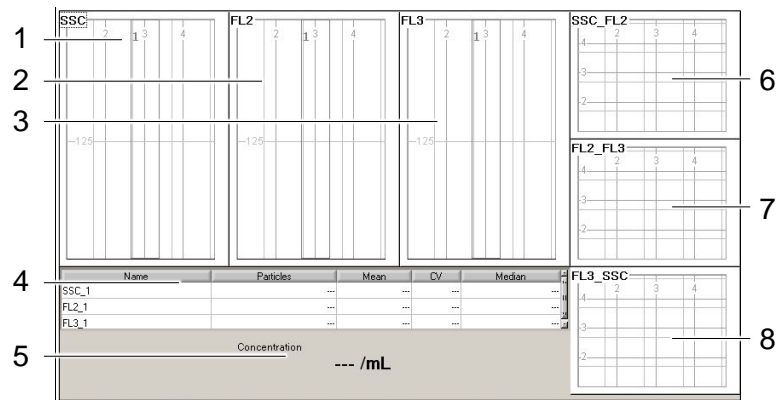 SSC
2 1 3 4
125
FL2
2 1 3 4
125
FL3
2 1 3 4
125
SSC_FL2
2 3 4
4
3
2
FL2_FL3
2 3 4
4
3
2
FL3_SSC
2 3 4
4
3
2
Name Particles Mean CV Median
SSC_1 --- --- --- ---
FL2_1 --- --- --- ---
FL3_1 --- --- --- ---
Concentration
--- /mL
1
2
3
4
5
6
7
8